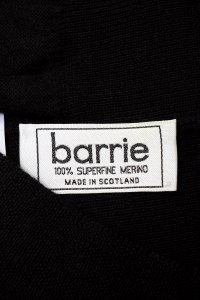 barrie
100% SUPERFINE MERINO
MADE IN SCOTLAND